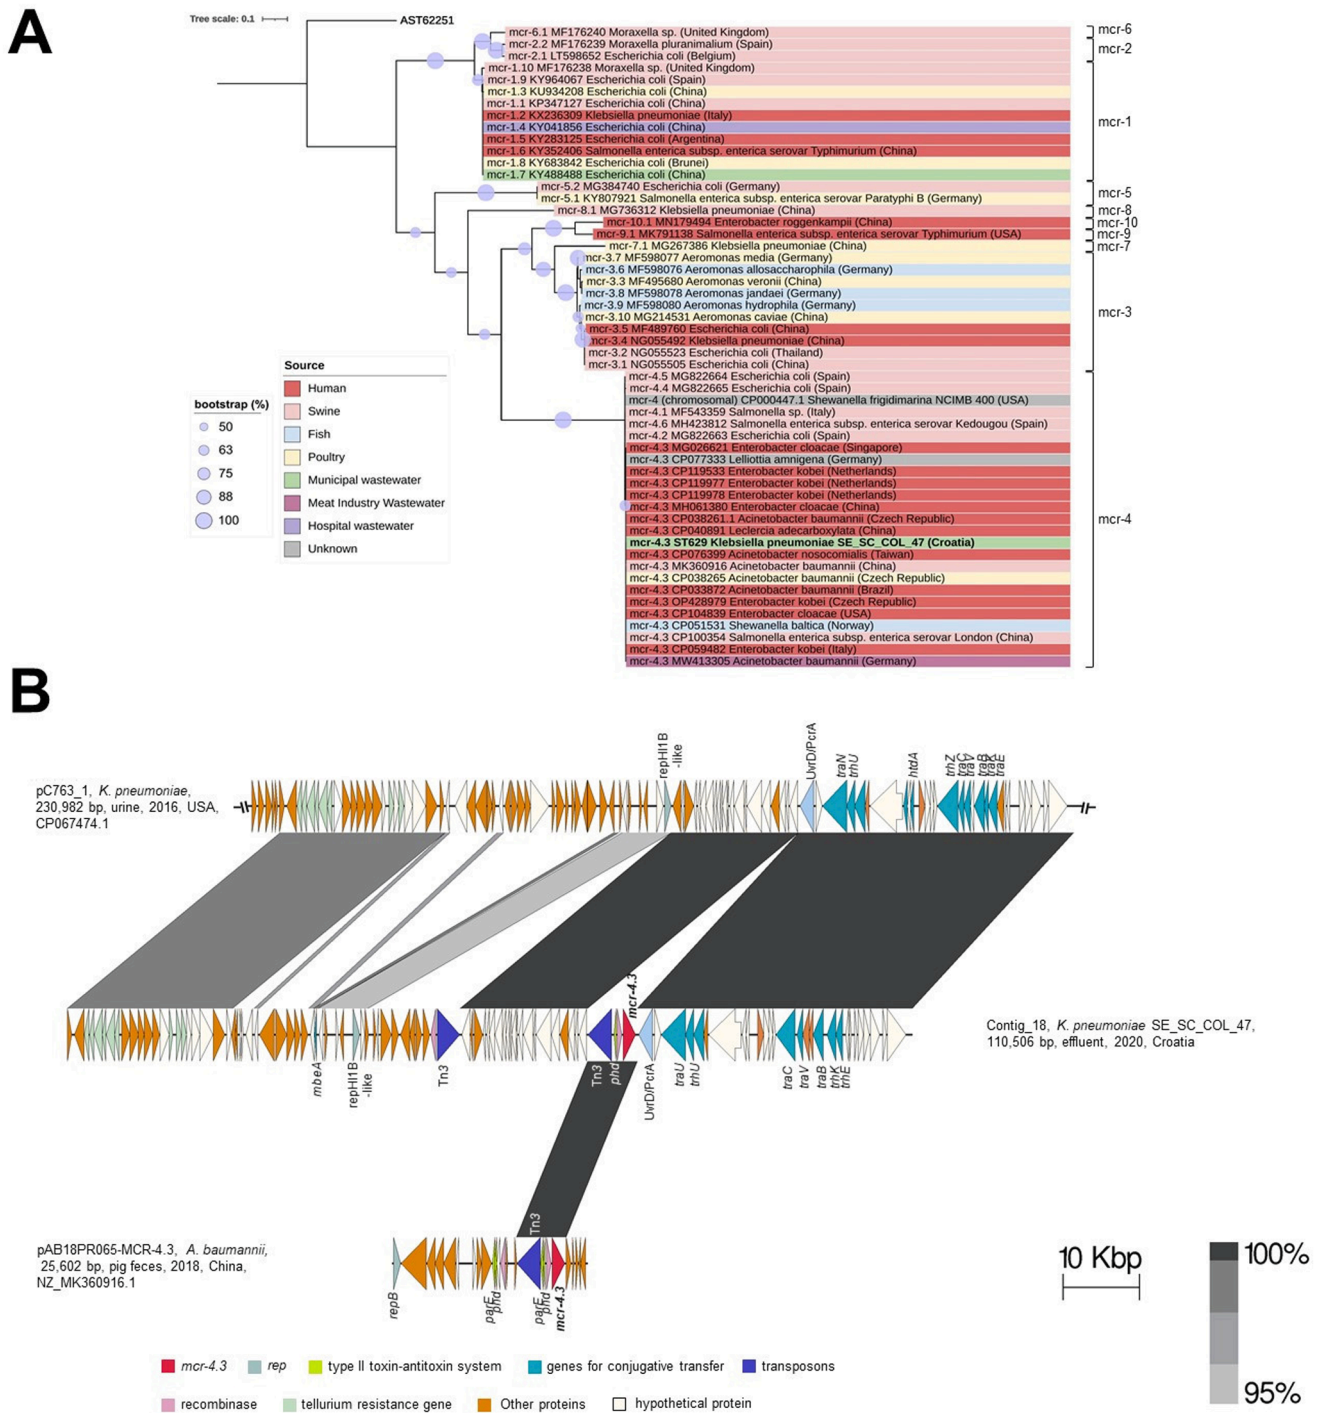 A
Tree scale: 0.1
AST62251
mcr-6.1 MF176240 Moraxella sp. (United Kingdom)
mcr-2.2 MF176239 Moraxella pluranimalium (Spain)
mcr-2.1 LT598652 Escherichia coli (Belgium)
mcr-1.10 MF176238 Moraxella sp. (United Kingdom)
mcr-1.9 KY964067 Escherichia coli (Spain)
mcr-1.3 KU934208 Escherichia coli (China)
mcr-1.1 KP347127 Escherichia coli (China)
mcr-1.2 KX236309 Klebsiella pneumoniae (Italy)
mcr-1.4 KY041856 Escherichia coli (China)
mcr-1.5 KY283125 Escherichia coli (Argentina)
mcr-1.6 KY352406 Salmonella enterica subsp. enterica serovar Typhimurium (China)
mcr-1.8 KY683842 Escherichia coli (Brunei)
mcr-1.7 KY488488 Escherichia coli (China)
mcr-5.2 MG384740 Escherichia coli (Germany)
mcr-5.1 KY807921 Salmonella enterica subsp. enterica serovar Paratyphi B (Germany)
mcr-8.1 MG736312 Klebsiella pneumoniae (China)
mcr-10.1 MN179494 Enterobacter roggenkampii (China)
mcr-9.1 MK791138 Salmonella enterica subsp. enterica serovar Typhimurium (USA)
mcr-7.1 MG267386 Klebsiella pneumoniae (China)
mcr-3.7 MF598077 Aeromonas media (Germany)
mcr-3.6 MF598076 Aeromonas allosaccharophila (Germany)
mcr-3.3 MF495680 Aeromonas veronii (China)
mcr-3.8 MF598078 Aeromonas jandaei (Germany)
mcr-3.9 MF598080 Aeromonas hydrophila (Germany)
mcr-3.10 MG214531 Aeromonas caviae (China)
mcr-3.5 MF489760 Escherichia coli (China)
mcr-3.4 NG055492 Klebsiella pneumoniae (China)
mcr-3.2 NG055523 Escherichia coli (Thailand)
mcr-3.1 NG055505 Escherichia coli (China)
mcr-4.5 MG822664 Escherichia coli (Spain)
mcr-4.4 MG822665 Escherichia coli (Spain)
mcr-4 (chromosomal) CP000447.1 Shewanella frigidimarina NCIMB 400 (USA)
mcr-4.1 MF543359 Salmonella sp. (Italy)
mcr-4.6 MH423812 Salmonella enterica subsp. enterica serovar Kedougou (Spain)
mcr-4.2 MG822663 Escherichia coli (Spain)
mcr-4.3 MG026621 Enterobacter cloacae (Singapore)
mcr-4.3 CP077333 Lelliottia amnigena (Germany)
mcr-4.3 CP119533 Enterobacter kobei (Netherlands)
mcr-4.3 CP119977 Enterobacter kobei (Netherlands)
mcr-4.3 CP119978 Enterobacter kobei (Netherlands)
mcr-4.3 MH061380 Enterobacter cloacae (China)
mcr-4.3 CP038261.1 Acinetobacter baumannii (Czech Republic)
mcr-4.3 CP040891 Leclercia adecarboxylata (China)
mcr-4.3 ST629 Klebsiella pneumoniae SE_SC_COL_47 (Croatia)
mcr-4.3 CP076399 Acinetobacter nosocomialis (Taiwan)
mcr-4.3 MK360916 Acinetobacter baumannii (China)
mcr-4.3 CP038265 Acinetobacter baumannii (Czech Republic)
mcr-4.3 CP033872 Acinetobacter baumannii (Brazil)
mcr-4.3 OP428979 Enterobacter kobei (Czech Republic)
mcr-4.3 CP104839 Enterobacter cloacae (USA)
mcr-4.3 CP051531 Shewanella baltica (Norway)
mcr-4.3 CP100354 Salmonella enterica subsp. enterica serovar London (China)
mcr-4.3 CP059482 Enterobacter kobei (Italy)
mcr-4.3 MW413305 Acinetobacter baumannii (Germany)
mcr-6
mcr-2
mcr-1
mcr-5
mcr-8
mcr-10
mcr-9
mcr-7
mcr-3
mcr-4
bootstrap (%)
50
63
75
88
100
Source
Human
Swine
Fish
Poultry
Municipal wastewater
Meat Industry Wastewater
Hospital wastewater
Unknown
B
pC763_1, K. pneumoniae,
230,982 bp, urine, 2016, USA,
CP067474.1
repHI1B
-like
UvrD/PcrA
traN
trhU
htdA
trhZ
traC
traV
traB
traK
traE
Contig_18, K. pneumoniae SE_SC_COL_47,
110,506 bp, effluent, 2020, Croatia
mbeA
repHI1B
-like
Tn3
Tn3
phd
mcr-4.3
UvrD/PcrA
traU
trhU
traC
traV
traB
trhK
trhE
pAB18PR065-MCR-4.3, A. baumannii,
25,602 bp, pig feces, 2018, China,
NZ_MK360916.1
repB
parE
phd
Tn3
parE
phd
mcr-4.3
10 Kbp
100%
95%
mcr-4.3
rep
type II toxin-antitoxin system
genes for conjugative transfer
transposons
recombinase
tellurium resistance gene
Other proteins
hypothetical protein